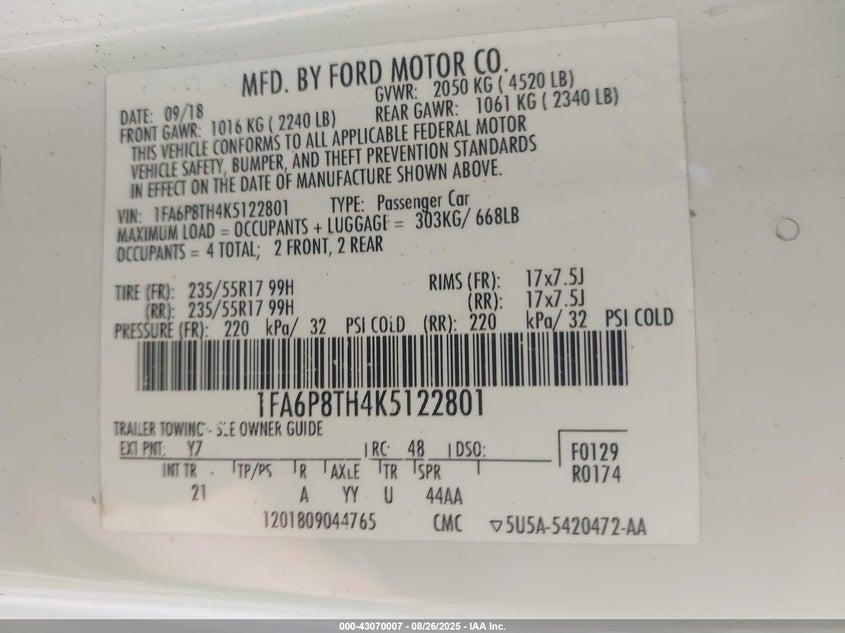 MFD. BY FORD MOTOR CO.
DATE: 09/18 GVWR: 2050 KG ( 4520 LB)
FRONT GAWR: 1016 KG ( 2240 LB) REAR GAWR: 1061 KG ( 2340 LB)
THIS VEHICLE CONFORMS TO ALL APPLICABLE FEDERAL MOTOR
VEHICLE SAFETY, BUMPER, AND THEFT PREVENTION STANDARDS
IN EFFECT ON THE DATE OF MANUFACTURE SHOWN ABOVE.
VIN: 1FA6P8TH4K5122801 TYPE: Passenger Car
MAXIMUM LOAD = OCCUPANTS + LUGGAGE = 303KG/ 668LB
OCCUPANTS = 4 TOTAL; 2 FRONT, 2 REAR
TIRE (FR): 235/55R17 99H RIMS (FR): 17x7.5J
(RR): 235/55R17 99H (RR): 17x7.5J
PRESSURE (FR): 220 kPa/ 32 PSI COLD (RR): 220 kPa/ 32 PSI COLD
1FA6P8TH4K5122801
TRAILER TOWING - SEE OWNER GUIDE
EXT PNT: Y7 RC: 48 DSO: F0129
INT TR TP/PS R AXLE TR SPR R0174
21 A YY U 44AA
1201809044765 CMC ▽5U5A-5420472-AA
000-43070007 - 08/26/2025 - IAA Inc.